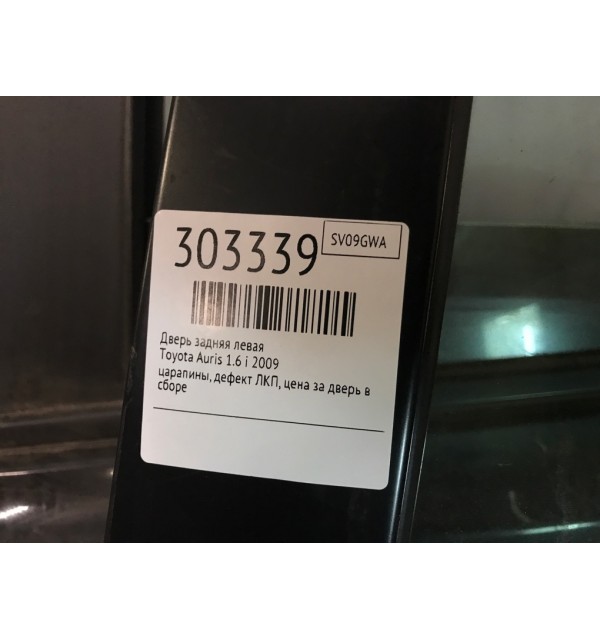 303339
SV09GWA
Дверь задняя левая
Toyota Auris 1.6 i 2009
царапины, дефект ЛКП, цена за дверь в
сборе